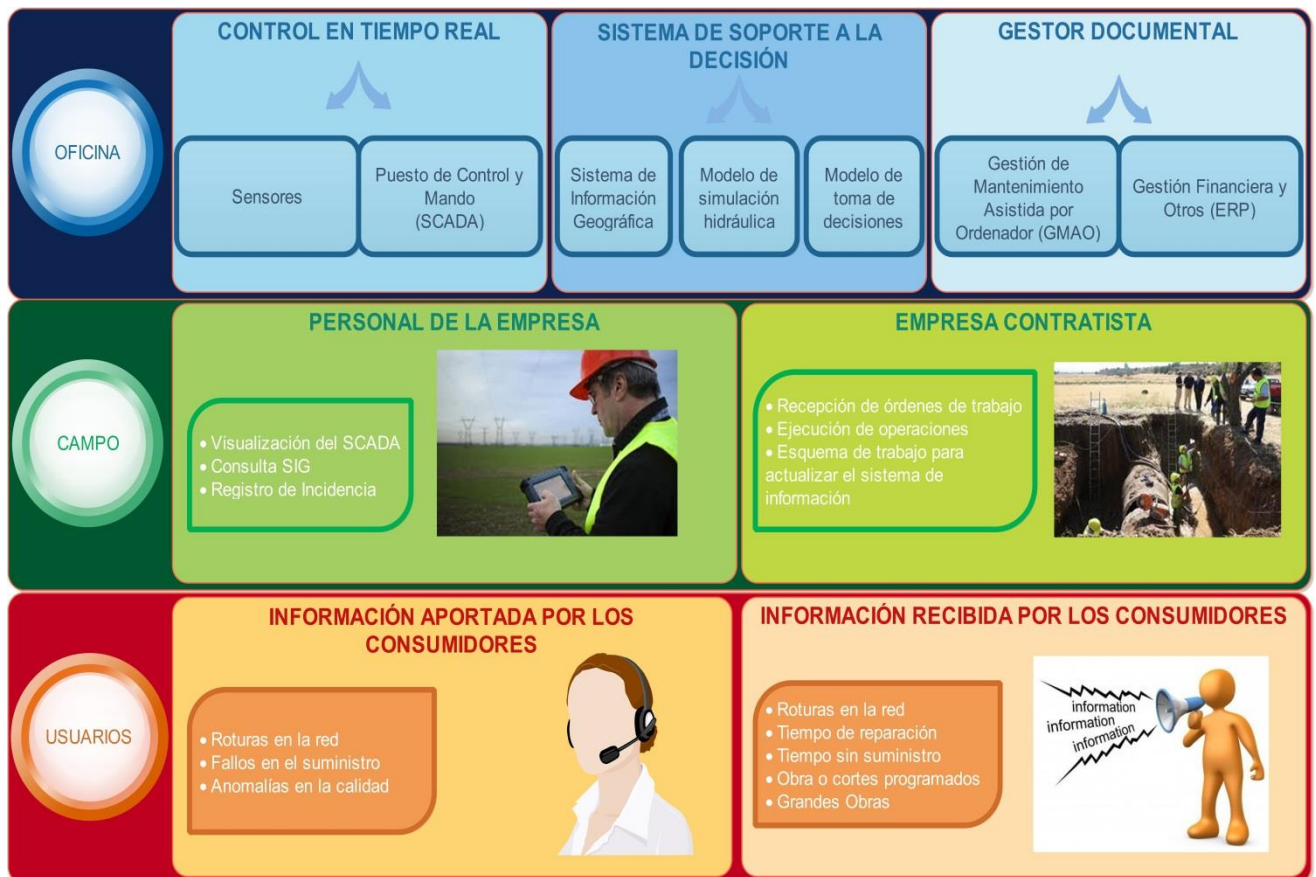 OFICINA
CONTROL EN TIEMPO REAL
Sensores
Puesto de Control y
Mando
(SCADA)
SISTEMA DE SOPORTE A LA
DECISIÓN
Sistema de
Información
Geográfica
Modelo de
simulación
hidráulica
Modelo de
toma de
decisiones
GESTOR DOCUMENTAL
Gestión de
Mantenimiento
Asistida por
Ordenador (GMAO)
Gestión Financiera y
Otros (ERP)
CAMPO
PERSONAL DE LA EMPRESA
• Visualización del SCADA
• Consulta SIG
• Registro de Incidencia
EMPRESA CONTRATISTA
• Recepción de órdenes de trabajo
• Ejecución de operaciones
• Esquema de trabajo para
actualizar el sistema de
información
USUARIOS
INFORMACIÓN APORTADA POR LOS
CONSUMIDORES
• Roturas en la red
• Fallos en el suministro
• Anomalías en la calidad
INFORMACIÓN RECIBIDA POR LOS CONSUMIDORES
• Roturas en la red
• Tiempo de reparación
• Tiempo sin suministro
• Obra o cortes programados
• Grandes Obras
information
information
information